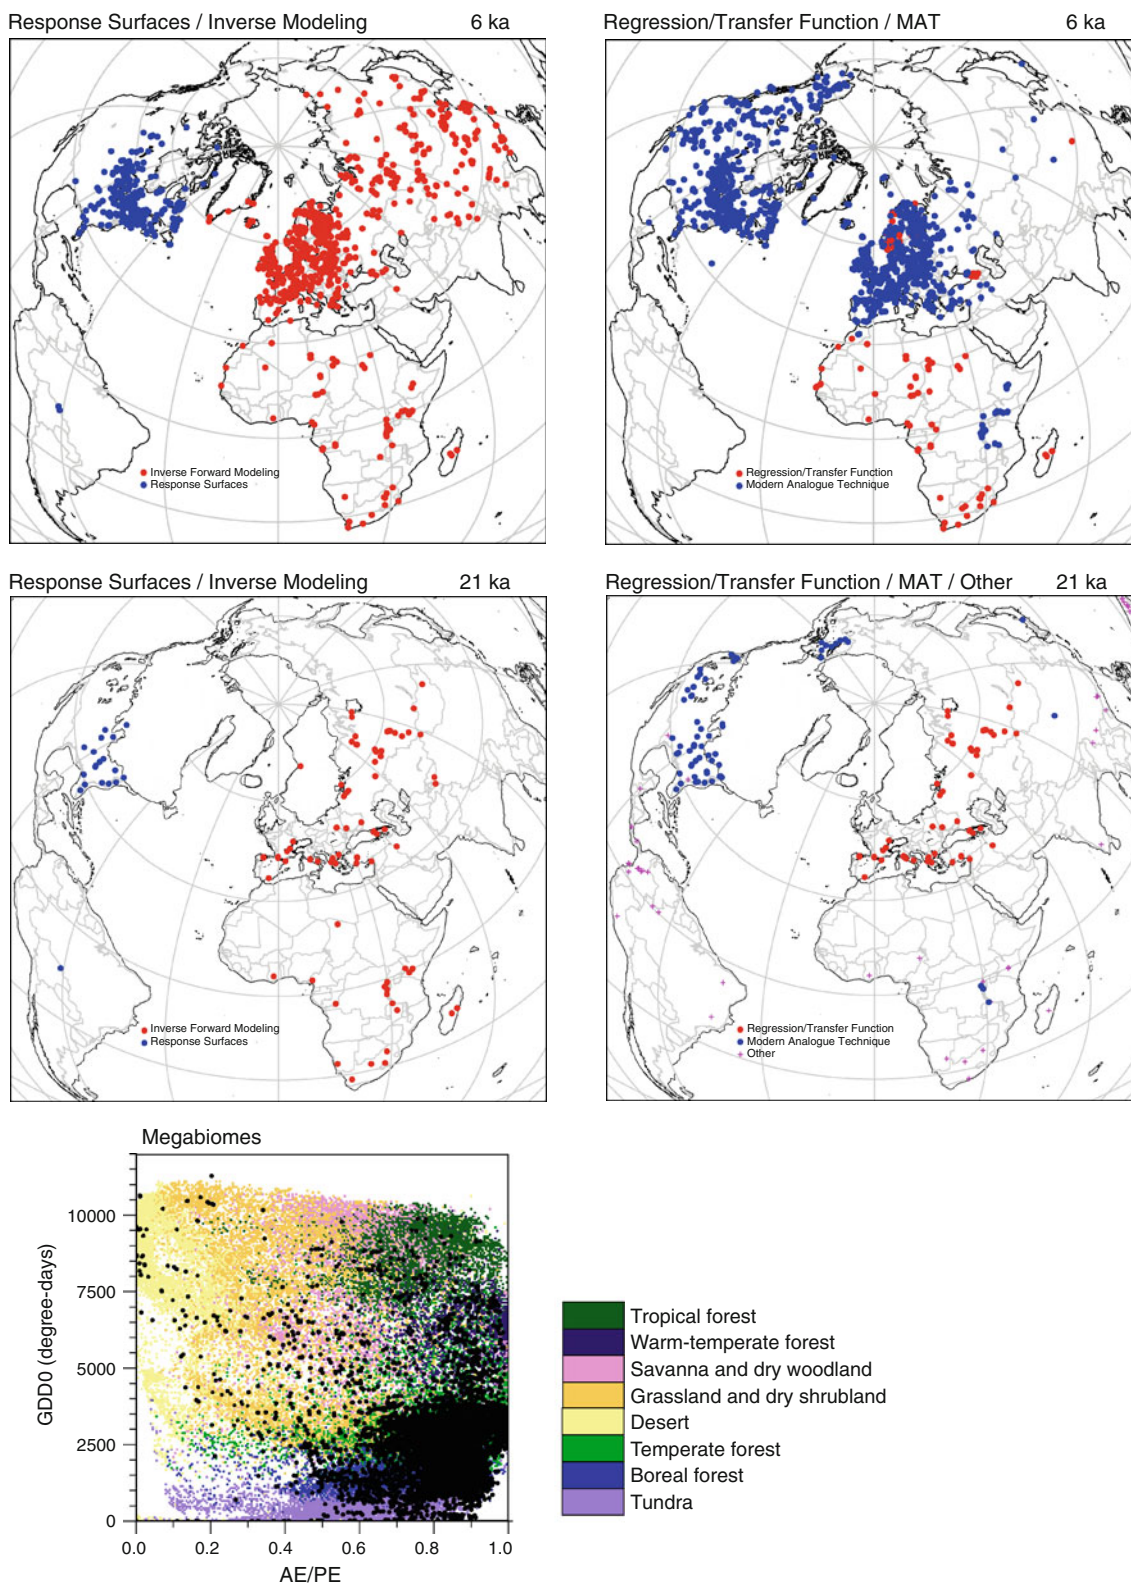 Response Surfaces / Inverse Modeling 6 ka
Regression/Transfer Function / MAT 6 ka
Inverse Forward Modeling
Response Surfaces
Regression/Transfer Function
Modern Analogue Technique
Response Surfaces / Inverse Modeling 21 ka
Regression/Transfer Function / MAT / Other 21 ka
Inverse Forward Modeling
Response Surfaces
Regression/Transfer Function
Modern Analogue Technique
Other
Megabiomes
GDD0 (degree-days)
10000
7500
5000
2500
0
0.0 0.2 0.4 0.6 0.8 1.0
AE/PE
Tropical forest
Warm-temperate forest
Savanna and dry woodland
Grassland and dry shrubland
Desert
Temperate forest
Boreal forest
Tundra